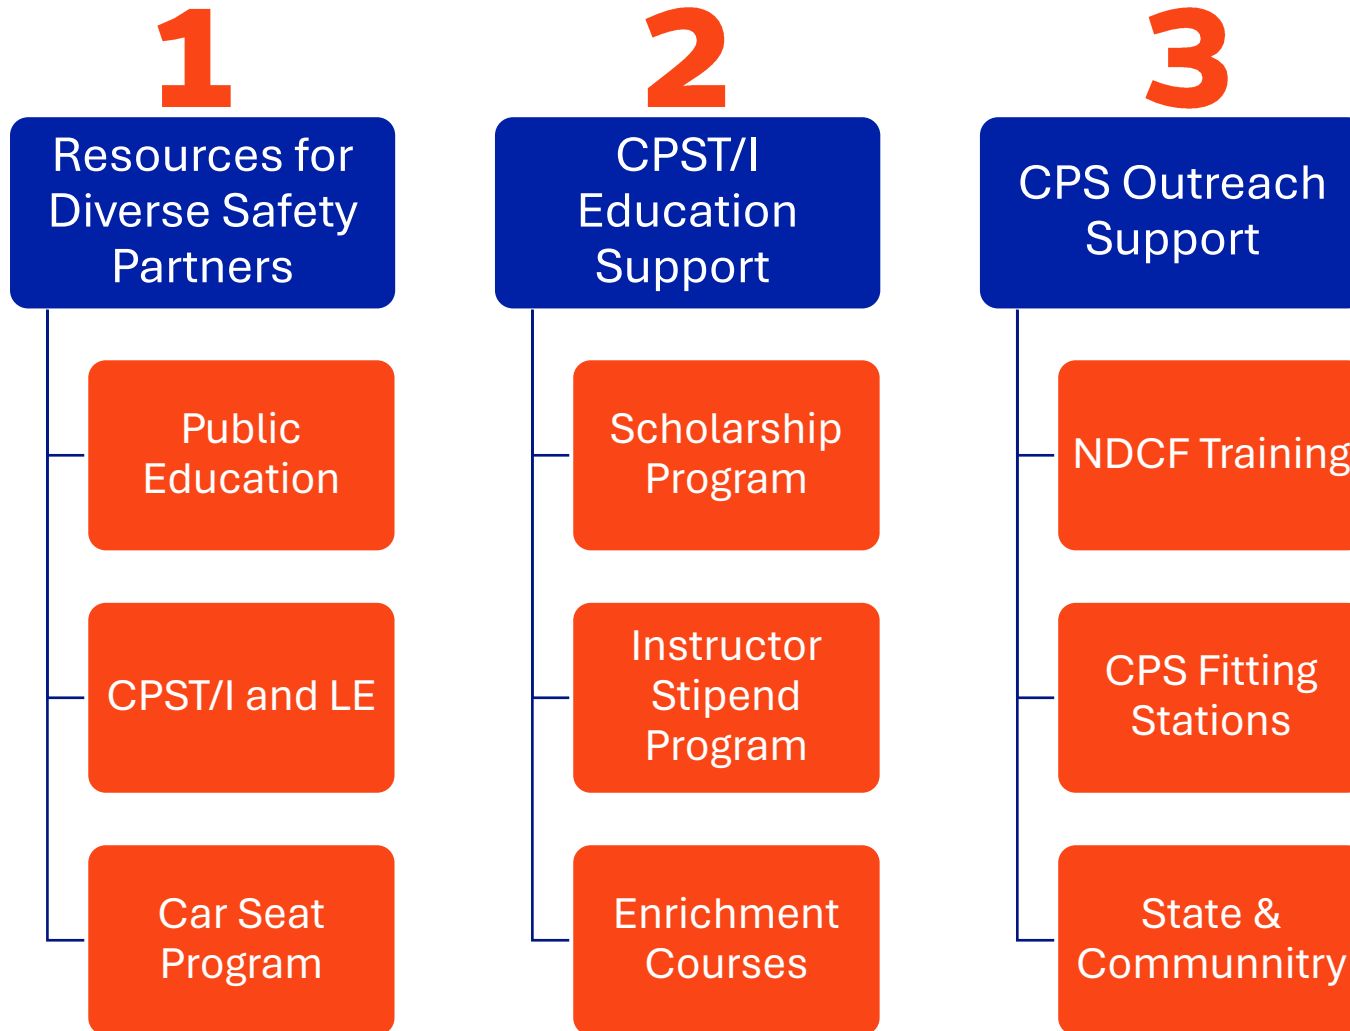 1
Resources for
Diverse Safety
Partners
Public
Education
CPST/I and LE
Car Seat
Program
2
CPST/I
Education
Support
Scholarship
Program
Instructor
Stipend
Program
Enrichment
Courses
3
CPS Outreach
Support
NDCF Training
CPS Fitting
Stations
State &
Communnitry